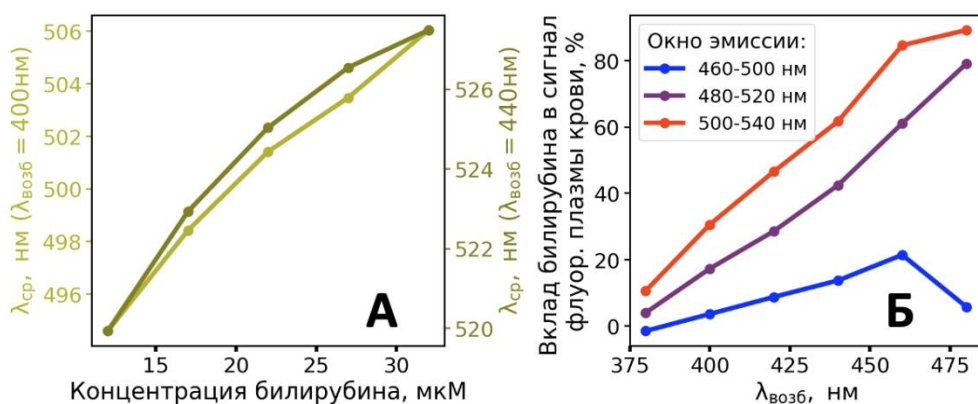 λср, нм (λвозб = 400нм)
506
504
502
500
498
496
15
20
25
30
Концентрация билирубина, мкМ
А
526
524
522
520
λср, нм (λвозб = 440нм)
Вклад билирубина в сигнал
флуор. плазмы крови, %
80
60
40
20
0
Окно эмиссии:
460-500 нм
480-520 нм
500-540 нм
Б
375
400
425
450
475
λвозб, нм